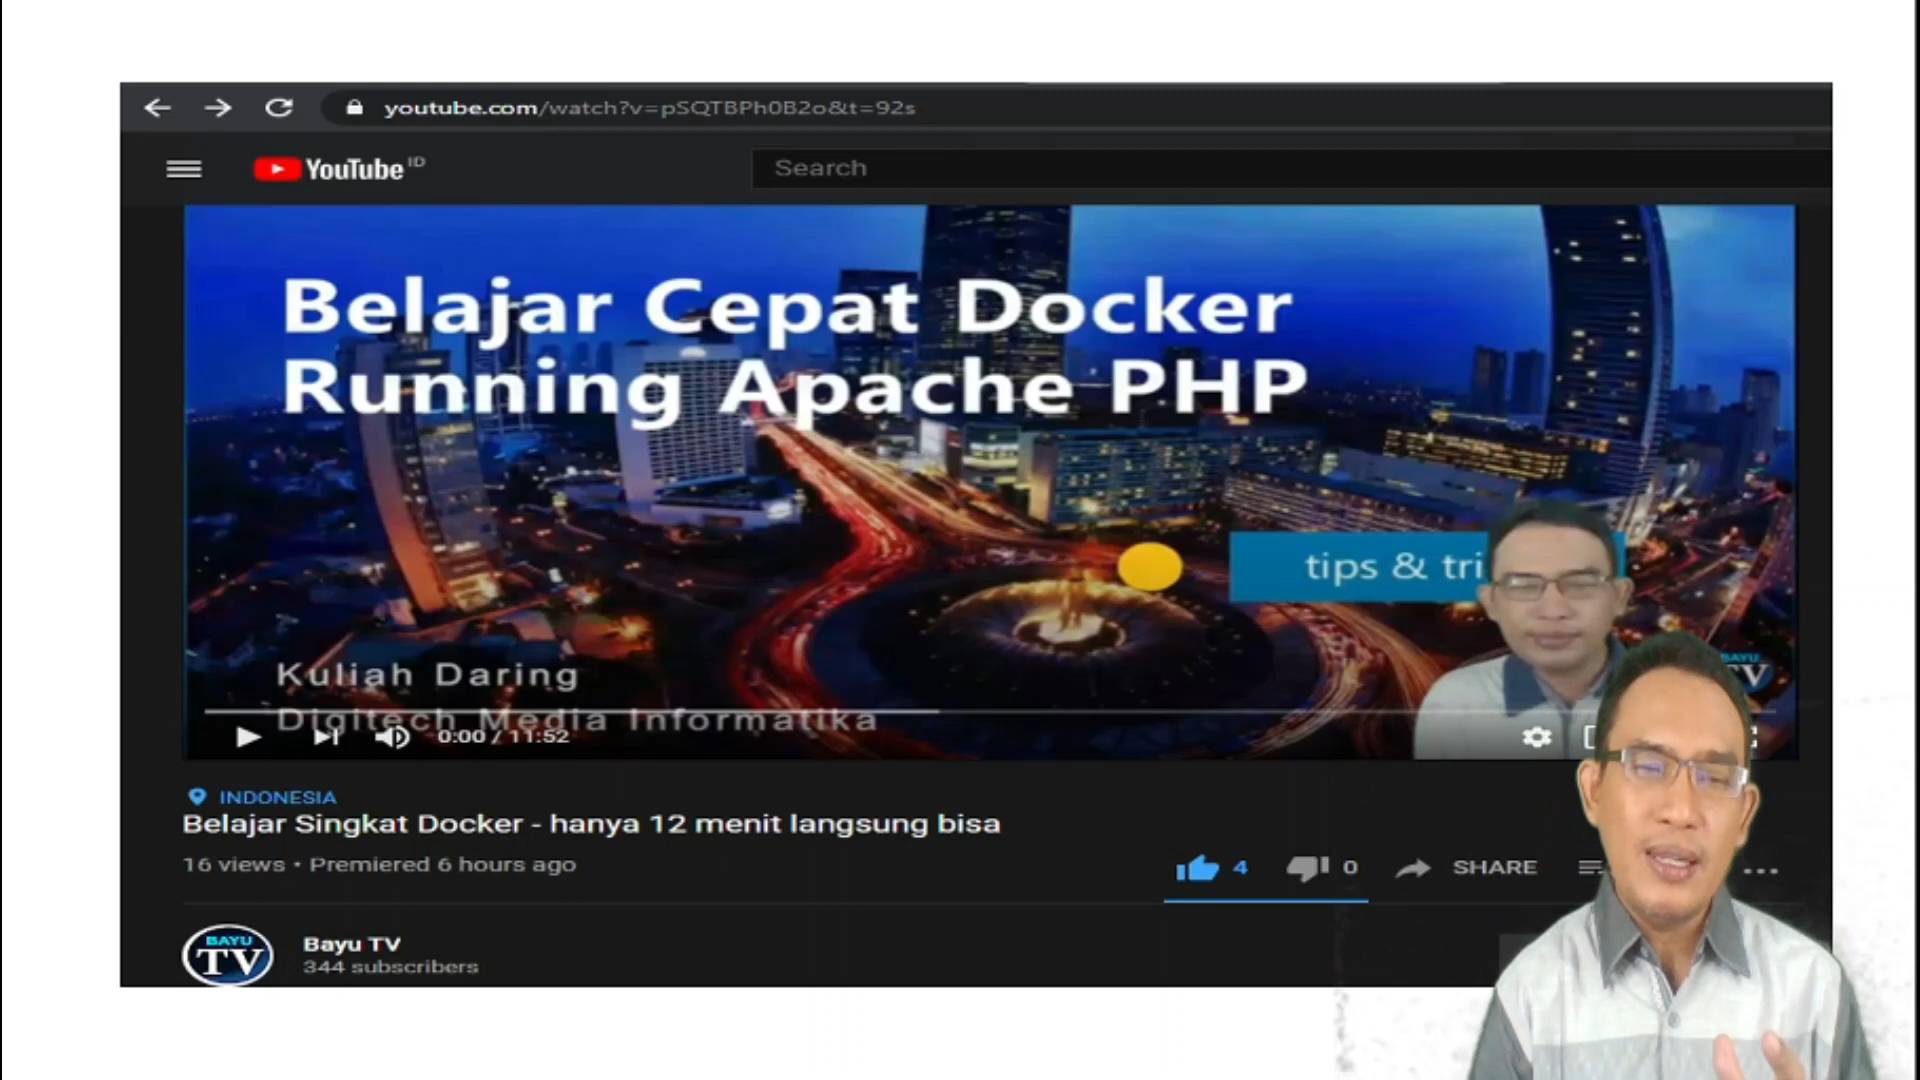 youtube.com/watch?v=pSQTBPh0B2o&t=92s
YouTube ID
Search
Belajar Cepat Docker
Running Apache PHP
tips & tri
Kuliah Daring
Digitech Media Informatika
0:00 / 11:52
BAYU
TV
INDONESIA
Belajar Singkat Docker - hanya 12 menit langsung bisa
16 views • Premiered 6 hours ago
4
0
SHARE
BAYU
TV
Bayu TV
344 subscribers